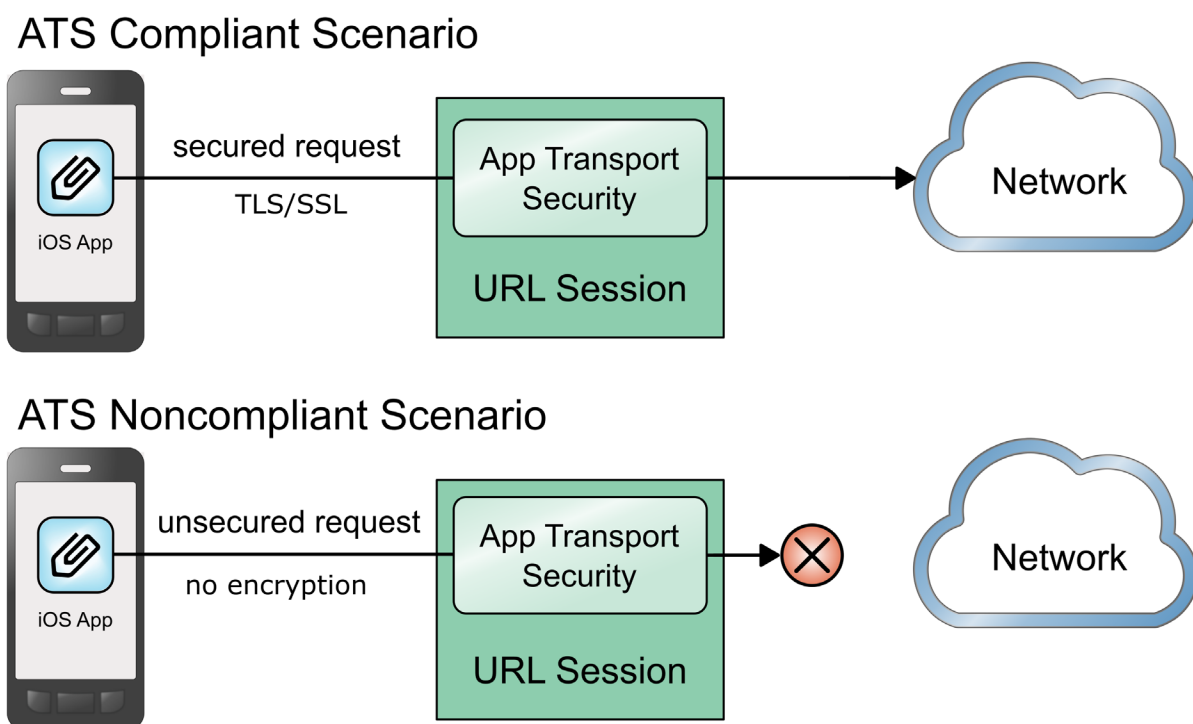 ATS Compliant Scenario
secured request
TLS/SSL
iOS App
App Transport
Security
URL Session
Network
ATS Noncompliant Scenario
unsecured request
no encryption
iOS App
App Transport
Security
URL Session
Network